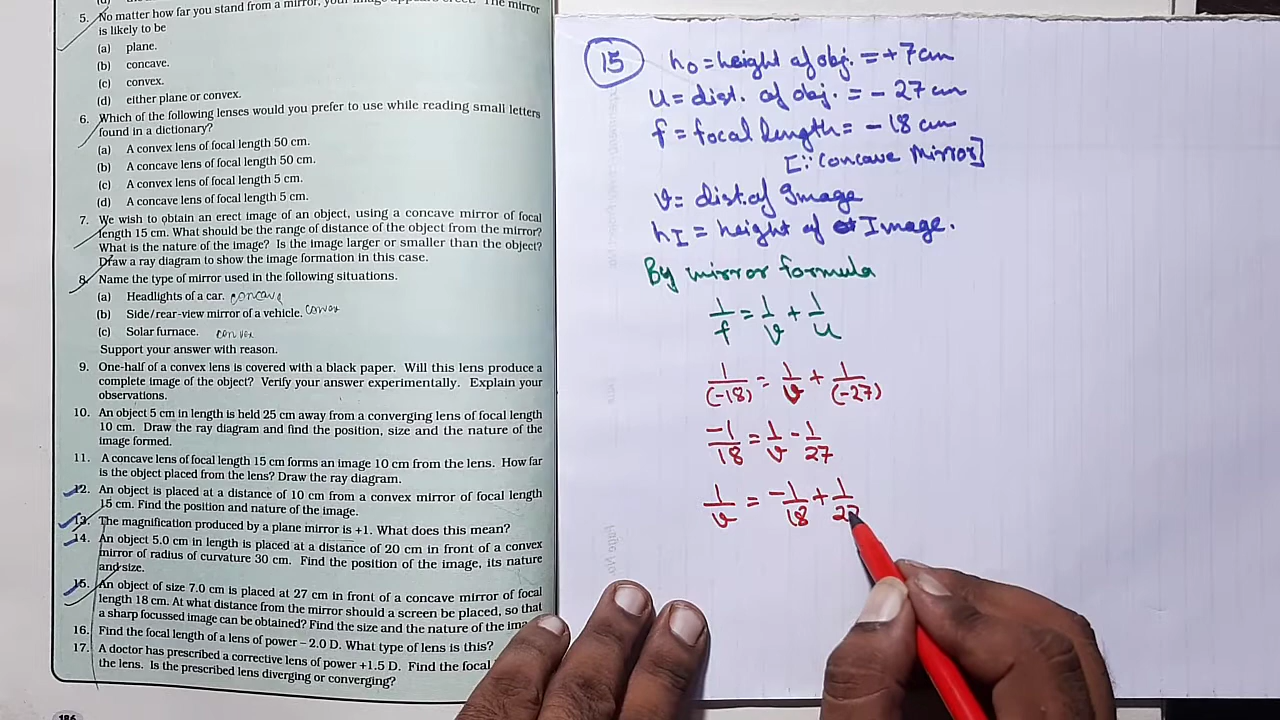 5. No matter how far you stand from a mirror, your image appears erect. The mirror
is likely to be
(a) plane.
(b) concave.
(c) convex.
(d) either plane or convex.
6. Which of the following lenses would you prefer to use while reading small letters
found in a dictionary?
(a) A convex lens of focal length 50 cm.
(b) A concave lens of focal length 50 cm.
(c) A convex lens of focal length 5 cm.
(d) A concave lens of focal length 5 cm.
7. We wish to obtain an erect image of an object, using a concave mirror of focal
length 15 cm. What should be the range of distance of the object from the mirror?
What is the nature of the image? Is the image larger or smaller than the object?
Draw a ray diagram to show the image formation in this case.
8. Name the type of mirror used in the following situations.
(a) Headlights of a car. concave
(b) Side/rear-view mirror of a vehicle. convex
(c) Solar furnace. convex
Support your answer with reason.
9. One-half of a convex lens is covered with a black paper. Will this lens produce a
complete image of the object? Verify your answer experimentally. Explain your
observations.
10. An object 5 cm in length is held 25 cm away from a converging lens of focal length
10 cm. Draw the ray diagram and find the position, size and the nature of the
image formed.
11. A concave lens of focal length 15 cm forms an image 10 cm from the lens. How far
is the object placed from the lens? Draw the ray diagram.
12. An object is placed at a distance of 10 cm from a convex mirror of focal length
15 cm. Find the position and nature of the image.
13. The magnification produced by a plane mirror is +1. What does this mean?
14. An object 5.0 cm in length is placed at a distance of 20 cm in front of a convex
mirror of radius of curvature 30 cm. Find the position of the image, its nature
and size.
15. An object of size 7.0 cm is placed at 27 cm in front of a concave mirror of focal
length 18 cm. At what distance from the mirror should a screen be placed, so that
a sharp focussed image can be obtained? Find the size and the nature of the
16. Find the focal length of a lens of power – 2.0 D. What type of lens is this?
17. A doctor has prescribed a corrective lens of power +1.5 D. Find the focal
the lens. Is the prescribed lens diverging or converging?
186
15 hO = height of obj. = +7cm
u = dist. of obj. = - 27 cm
f = focal length = - 18 cm
[∵ Concave Mirror]
v = dist. of Image
hI = height of Image.
By mirror formula
1/f = 1/v + 1/u
1/(-18) = 1/v + 1/(-27)
-1/18 = 1/v - 1/27
1/v = -1/18 + 1/27